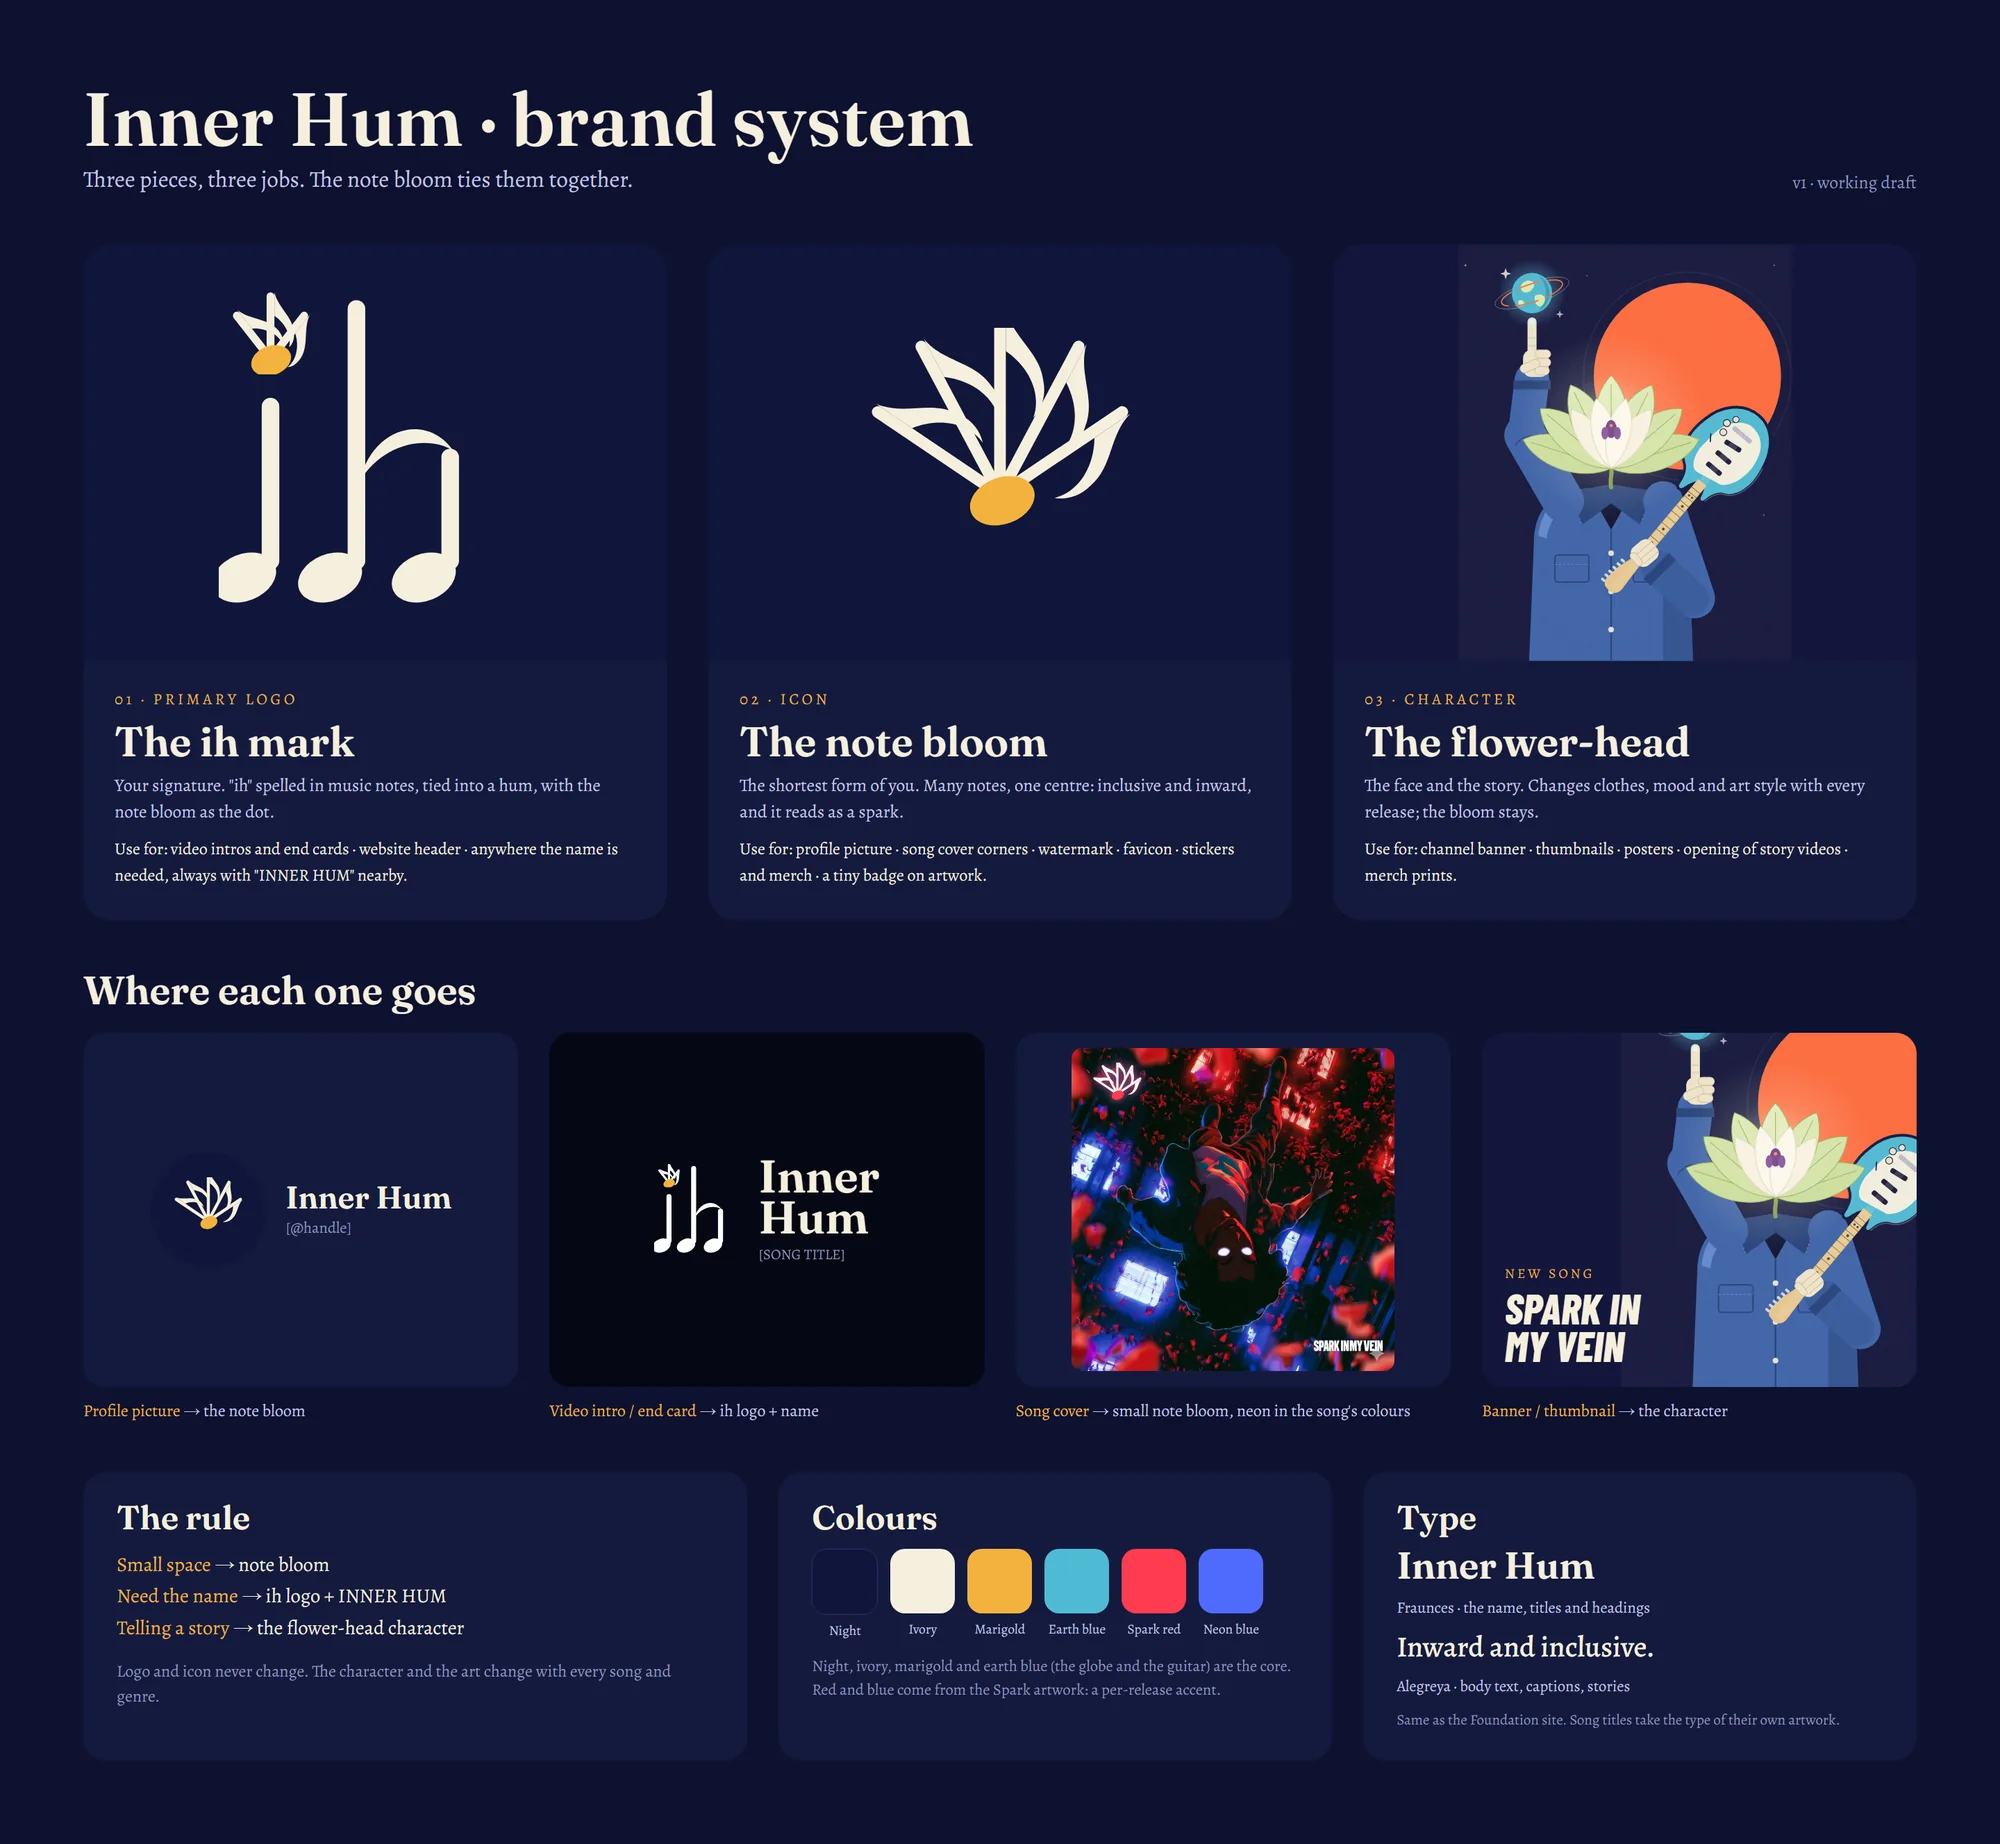 Inner Hum · brand system
Three pieces, three jobs. The note bloom ties them together.
v1 · working draft
01 · PRIMARY LOGO
The ih mark
Your signature. "ih" spelled in music notes, tied into a hum, with the
note bloom as the dot.
Use for: video intros and end cards · website header · anywhere the name is
needed, always with "INNER HUM" nearby.
02 · ICON
The note bloom
The shortest form of you. Many notes, one centre: inclusive and inward,
and it reads as a spark.
Use for: profile picture · song cover corners · watermark · favicon · stickers
and merch · a tiny badge on artwork.
03 · CHARACTER
The flower-head
The face and the story. Changes clothes, mood and art style with every
release; the bloom stays.
Use for: channel banner · thumbnails · posters · opening of story videos ·
merch prints.
Where each one goes
Inner Hum
[@handle]
Profile picture → the note bloom
ih
Inner
Hum
[SONG TITLE]
Video intro / end card → ih logo + name
SPARK IN MY VEIN
Song cover → small note bloom, neon in the song's colours
NEW SONG
SPARK IN
MY VEIN
Banner / thumbnail → the character
The rule
Small space → note bloom
Need the name → ih logo + INNER HUM
Telling a story → the flower-head character
Logo and icon never change. The character and the art change with every song and
genre.
Colours
Night
Ivory
Marigold
Earth blue
Spark red
Neon blue
Night, ivory, marigold and earth blue (the globe and the guitar) are the core.
Red and blue come from the Spark artwork: a per-release accent.
Type
Inner Hum
Fraunces · the name, titles and headings
Inward and inclusive.
Alegreya · body text, captions, stories
Same as the Foundation site. Song titles take the type of their own artwork.